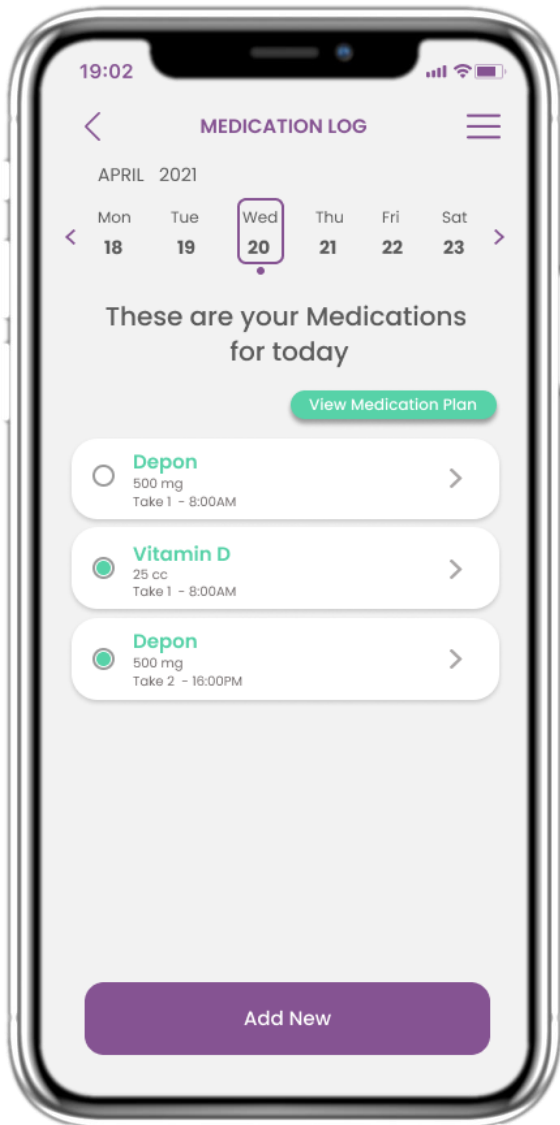 19:02
MEDICATION LOG
APRIL 2021
Mon Tue Wed Thu Fri Sat
18 19 20 21 22 23
These are your Medications
for today
View Medication Plan
Depon
500 mg
Take 1 - 8:00AM
Vitamin D
25 cc
Take 1 - 8:00AM
Depon
500 mg
Take 2 - 16:00PM
Add New